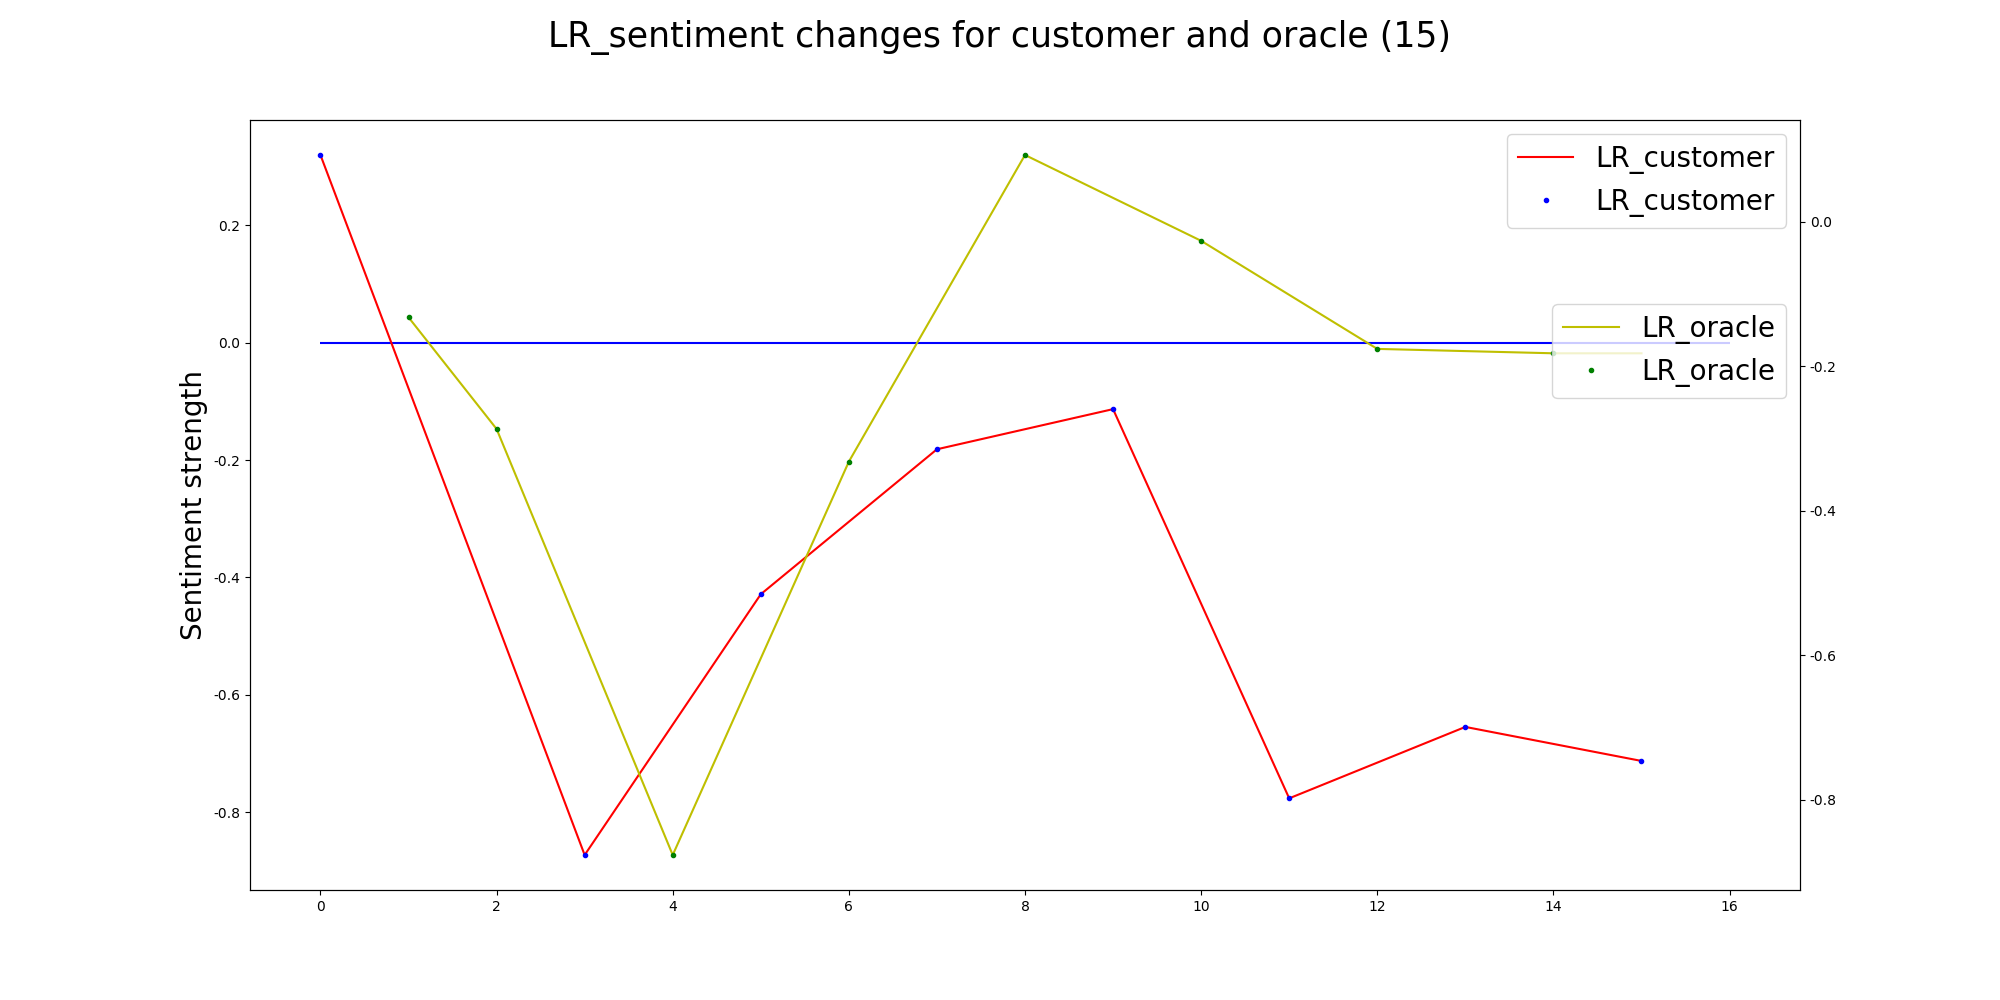 LR_sentiment changes for customer and oracle (15)
LR_customer
LR_customer
LR_oracle
LR_oracle
Sentiment strength
0.2
0.0
-0.2
-0.4
-0.6
-0.8
0.0
-0.2
-0.4
-0.6
-0.8
0 2 4 6 8 10 12 14 16